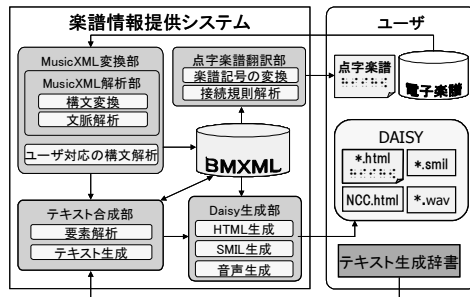 楽譜情報提供システム
MusicXML変換部
MusicXML解析部
構文変換
文脈解析
ユーザ対応の構文解析
点字楽譜翻訳部
楽譜記号の変換
接続規則解析
BMXML
テキスト合成部
要素解析
テキスト生成
Daisy生成部
HTML生成
SMIL生成
音声生成
ユーザ
点字楽譜
電子楽譜
DAISY
*.html
*.smil
NCC.html
*.wav
テキスト生成辞書